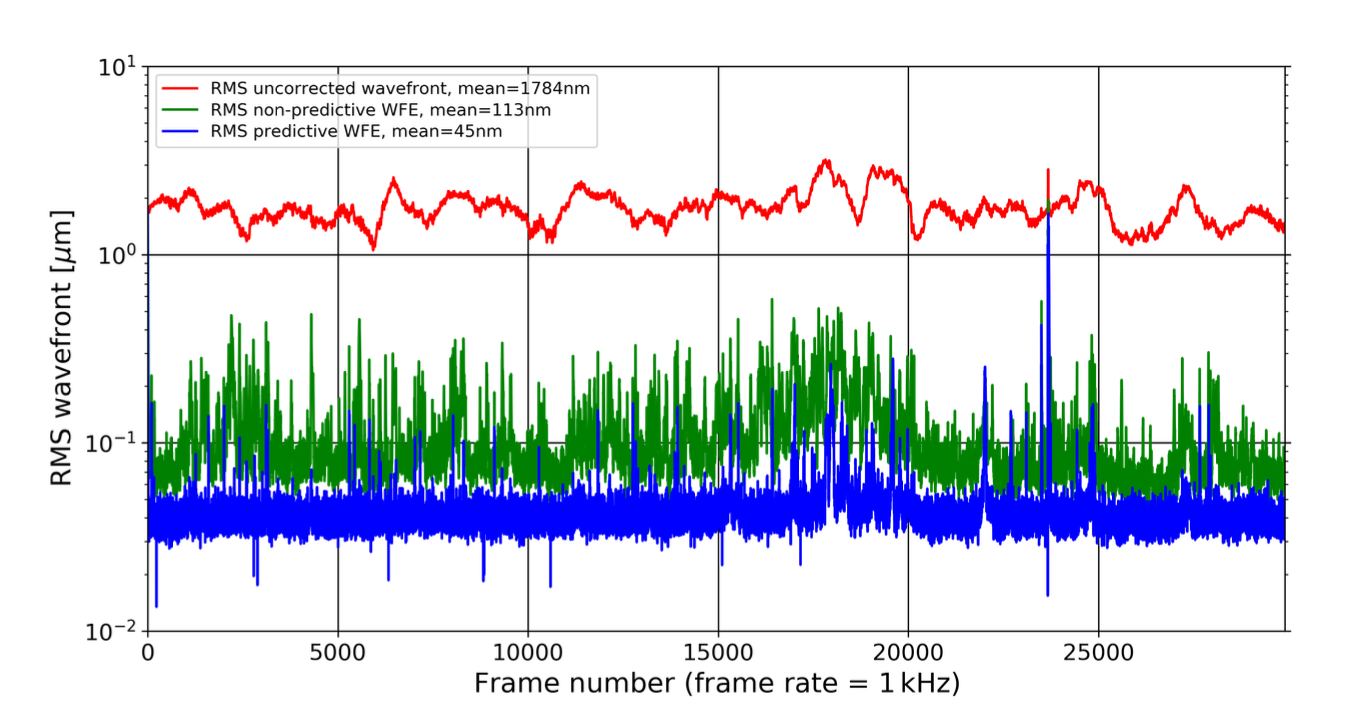 10¹
RMS uncorrected wavefront, mean=1784nm
RMS non-predictive WFE, mean=113nm
RMS predictive WFE, mean=45nm
10⁰
10⁻¹
10⁻²
RMS wavefront [μm]
0 5000 10000 15000 20000 25000
Frame number (frame rate = 1 kHz)